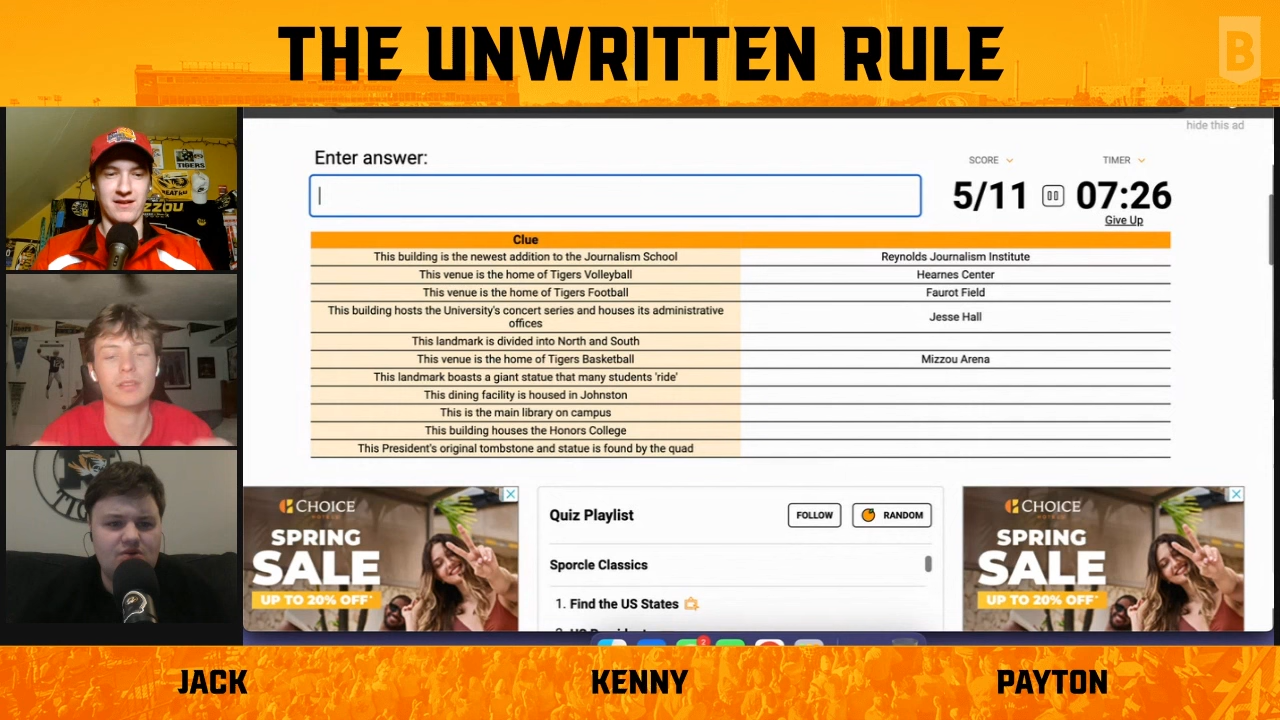 THE UNWRITTEN RULE
B
hide this ad
Enter answer:
SCORE
TIMER
5/11
07:26
Give Up
Clue
This building is the newest addition to the Journalism School
Reynolds Journalism Institute
This venue is the home of Tigers Volleyball
Hearnes Center
This venue is the home of Tigers Football
Faurot Field
This building hosts the University's concert series and houses its administrative
offices
Jesse Hall
This landmark is divided into North and South
This venue is the home of Tigers Basketball
Mizzou Arena
This landmark boasts a giant statue that many students 'ride'
This dining facility is housed in Johnston
This is the main library on campus
This building houses the Honors College
This President's original tombstone and statue is found by the quad
TIGERS
CHOICE
SPRING
SALE
UP TO 20% OFF*
Quiz Playlist
FOLLOW
RANDOM
Sporcle Classics
1. Find the US States
CHOICE
SPRING
SALE
UP TO 20% OFF*
2
JACK
KENNY
PAYTON